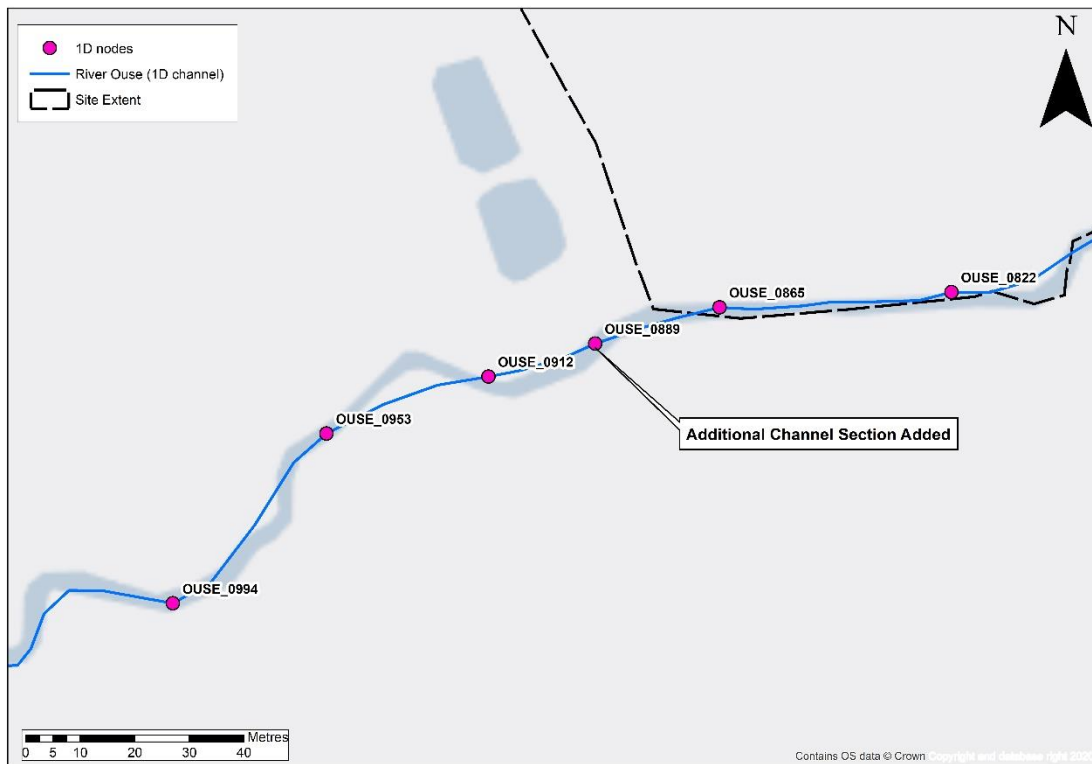 1D nodes
River Ouse (1D channel)
Site Extent
N
OUSE_0822
OUSE_0865
OUSE_0889
OUSE_0912
Additional Channel Section Added
OUSE_0953
OUSE_0994
Metres
0 5 10 20 30 40
Contains OS data © Crown Copyright and database right 2020